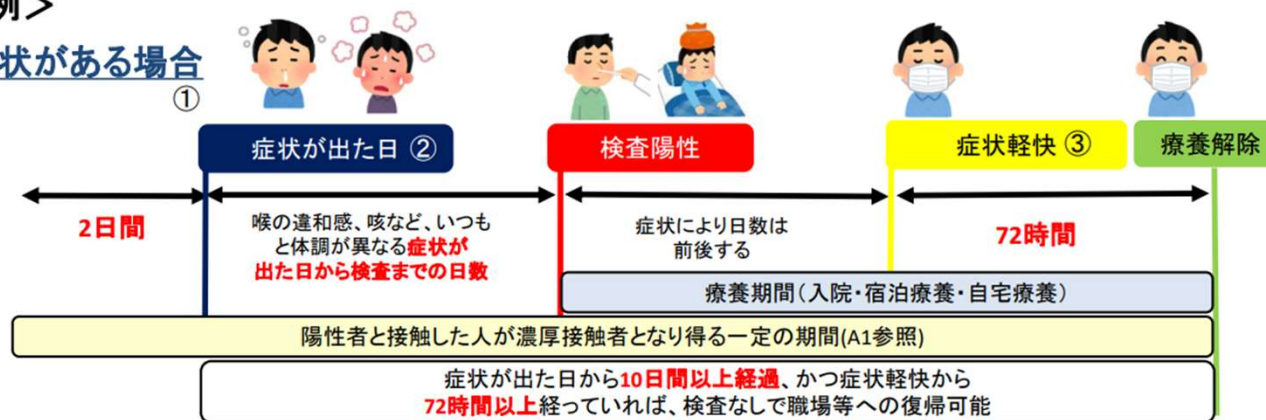 例＞
状がある場合
①
症状が出た日 ②
検査陽性
症状軽快 ③
療養解除
2日間
喉の違和感、咳など、いつも
と体調が異なる症状が
出た日から検査までの日数
症状により日数は
前後する
72時間
療養期間（入院・宿泊療養・自宅療養）
陽性者と接触した人が濃厚接触者となり得る一定の期間(A1参照)
症状が出た日から10日間以上経過、かつ症状軽快から
72時間以上経っていれば、検査なしで職場等への復帰可能